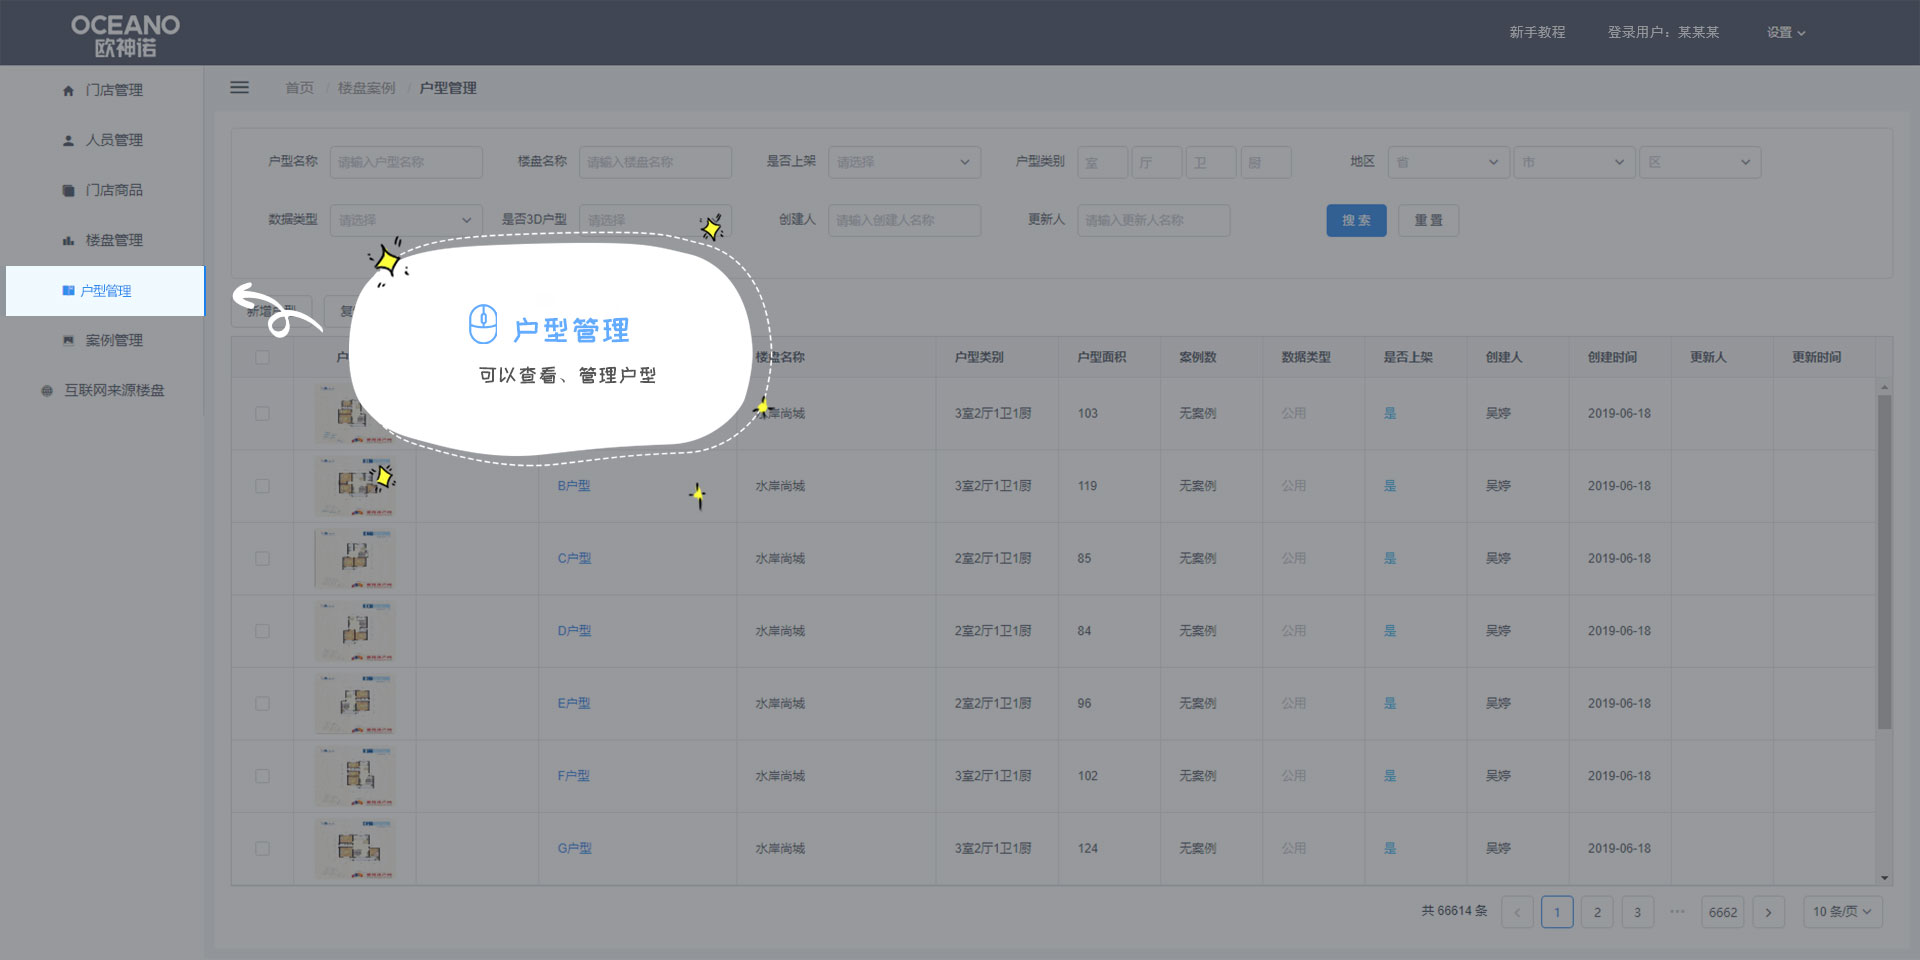 OCEANO
欧神诺
新手教程 登录用户：某某某 设置
门店管理
人员管理
门店商品
楼盘管理
户型管理
案例管理
互联网来源楼盘
首页 / 楼盘案例 / 户型管理
户型名称 请输入户型名称 楼盘名称 请输入楼盘名称 是否上架 请选择 户型类别 室 厅 卫 厨 地区 省 市 区
数据类型 请选择 是否3D户型 请选择 创建人 请输入创建人名称 更新人 请输入更新人名称 搜 索 重 置
新增户型
户型管理
可以查看、管理户型
楼盘名称 户型类别 户型面积 案例数 数据类型 是否上架 创建人 创建时间 更新人 更新时间
水岸尚城 3室2厅1卫1厨 103 无案例 公用 是 吴婷 2019-06-18
B户型 水岸尚城 3室2厅1卫1厨 119 无案例 公用 是 吴婷 2019-06-18
C户型 水岸尚城 2室2厅1卫1厨 85 无案例 公用 是 吴婷 2019-06-18
D户型 水岸尚城 2室2厅1卫1厨 84 无案例 公用 是 吴婷 2019-06-18
E户型 水岸尚城 2室2厅1卫1厨 96 无案例 公用 是 吴婷 2019-06-18
F户型 水岸尚城 3室2厅1卫1厨 102 无案例 公用 是 吴婷 2019-06-18
G户型 水岸尚城 3室2厅1卫1厨 124 无案例 公用 是 吴婷 2019-06-18
共 66614 条 < 1 2 3 ··· 6662 > 10 条/页